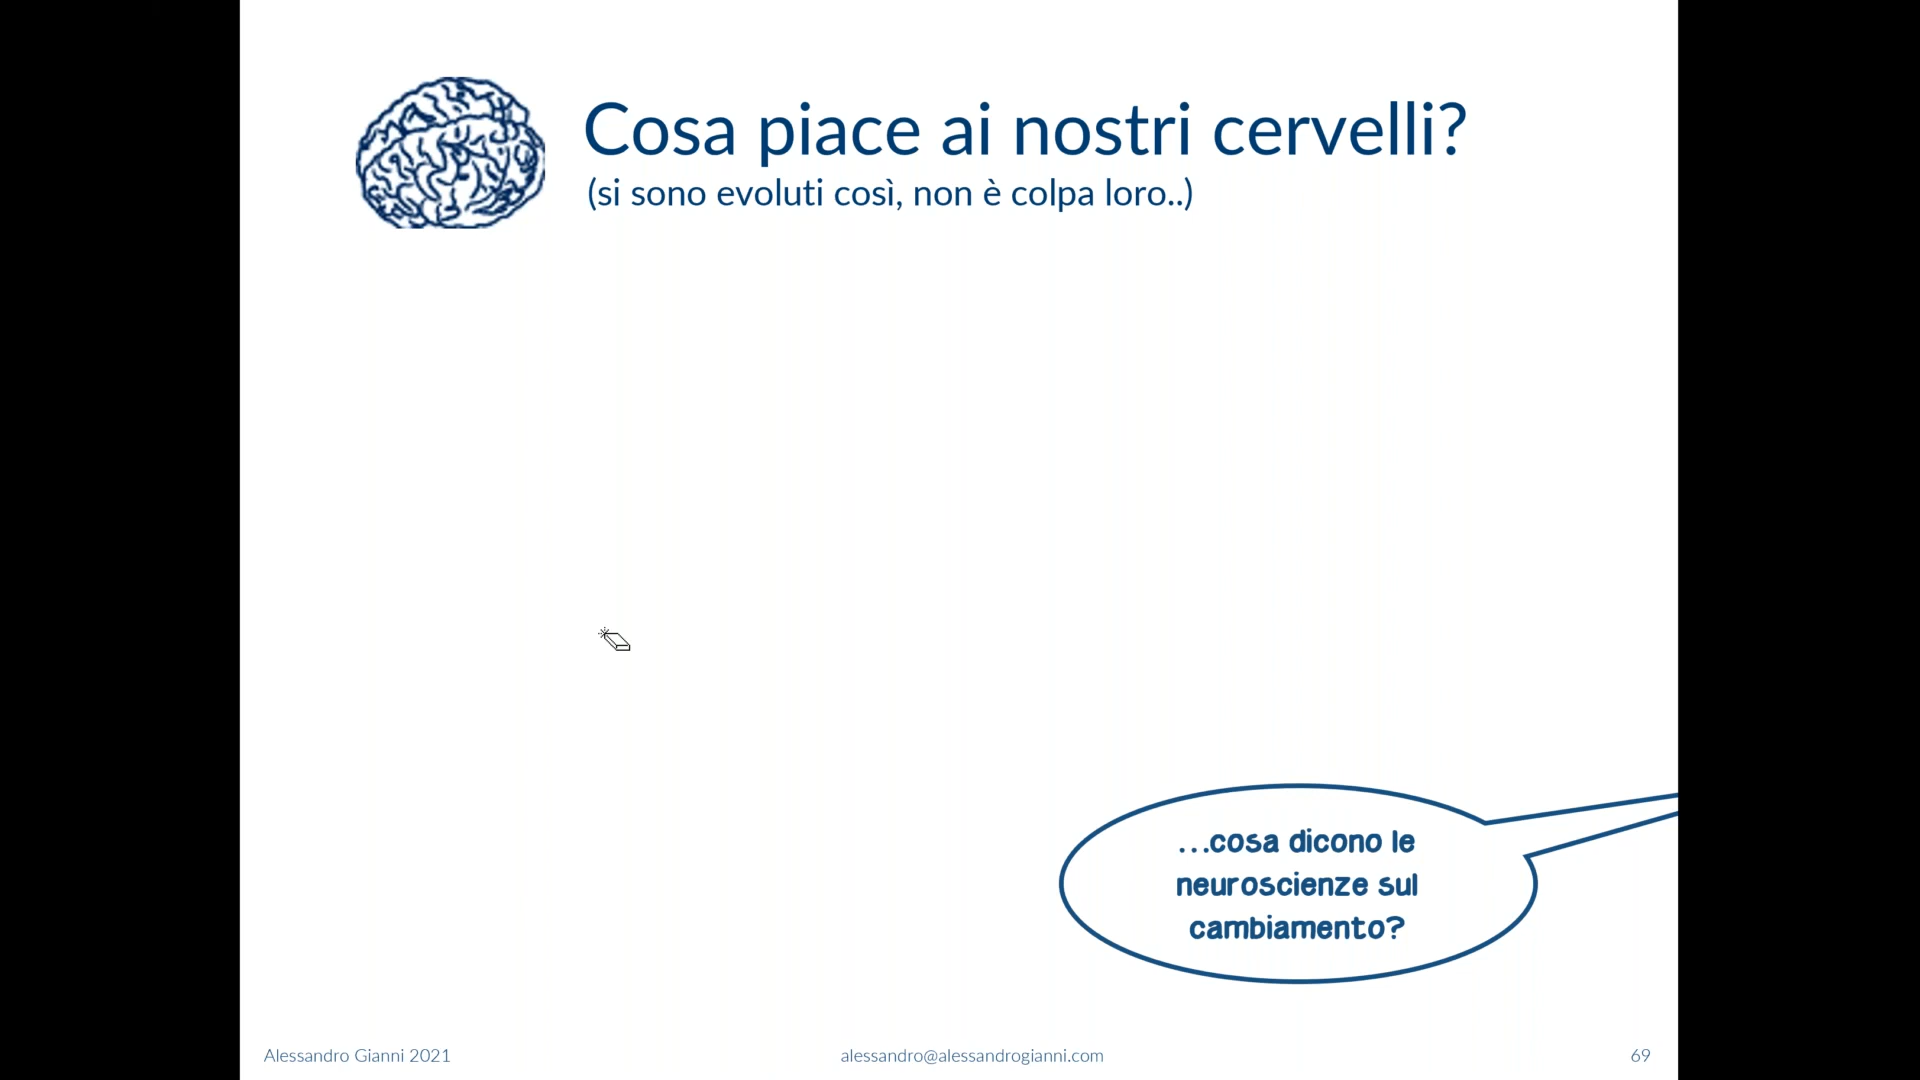 Cosa piace ai nostri cervelli?
(si sono evoluti così, non è colpa loro..)
...cosa dicono le
neuroscienze sul
cambiamento?
Alessandro Gianni 2021
alessandro@alessandrogianni.com
69